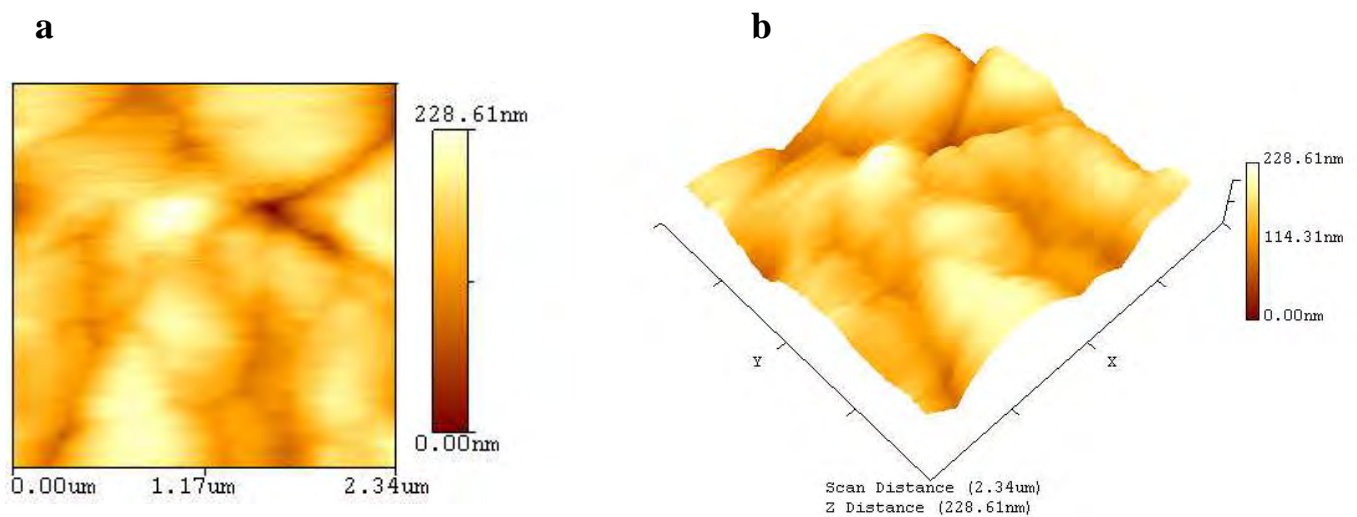 a
228.61nm
0.00nm
0.00um 1.17um 2.34um
b
228.61nm
114.31nm
0.00nm
Y
X
Scan Distance (2.34um)
Z Distance (228.61nm)